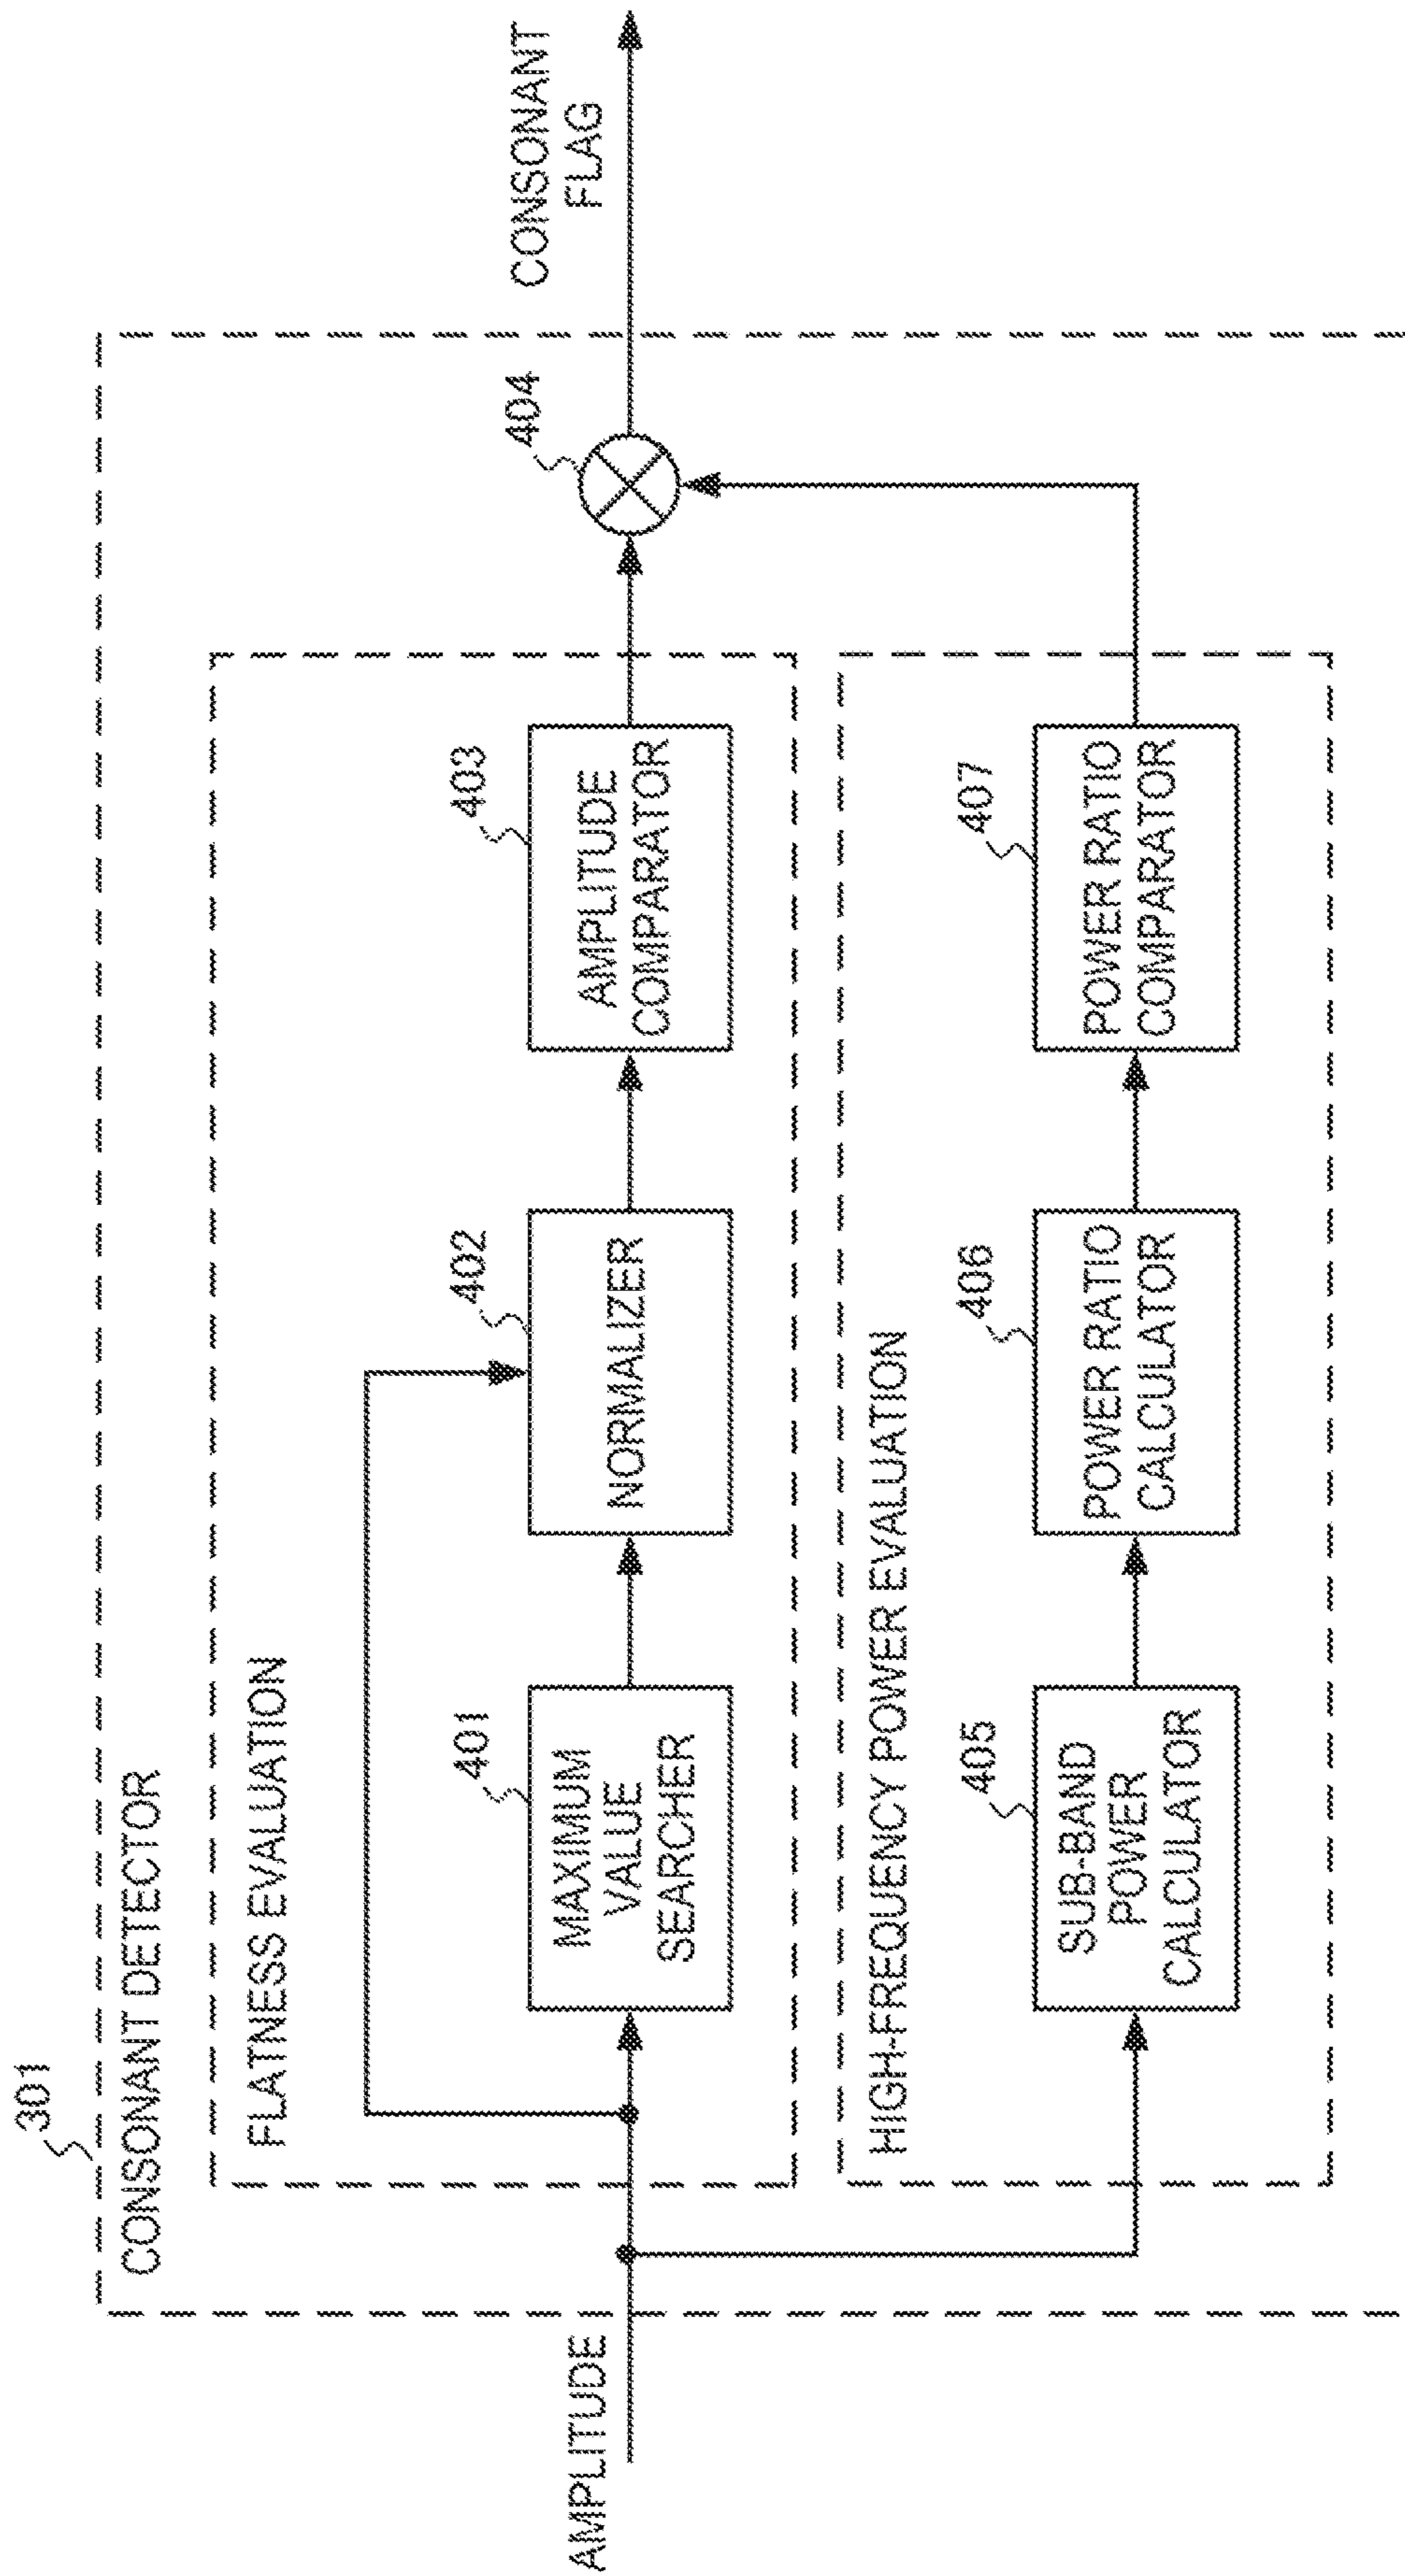 301
CONSONANT DETECTOR
FLATNESS EVALUATION
401
MAXIMUM
VALUE
SEARCHER
402
NORMALIZER
403
AMPLITUDE
COMPARATOR
404
CONSONANT
FLAG
AMPLITUDE
HIGH-FREQUENCY POWER EVALUATION
405
SUB-BAND
POWER
CALCULATOR
406
POWER RATIO
CALCULATOR
407
POWER RATIO
COMPARATOR